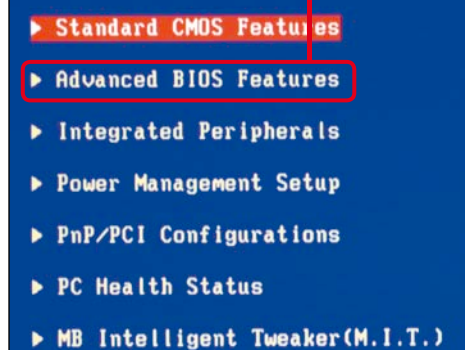 Standard CMOS Features
Advanced BIOS Features
Integrated Peripherals
Power Management Setup
PnP/PCI Configurations
PC Health Status
MB Intelligent Tweaker(M.I.T.)